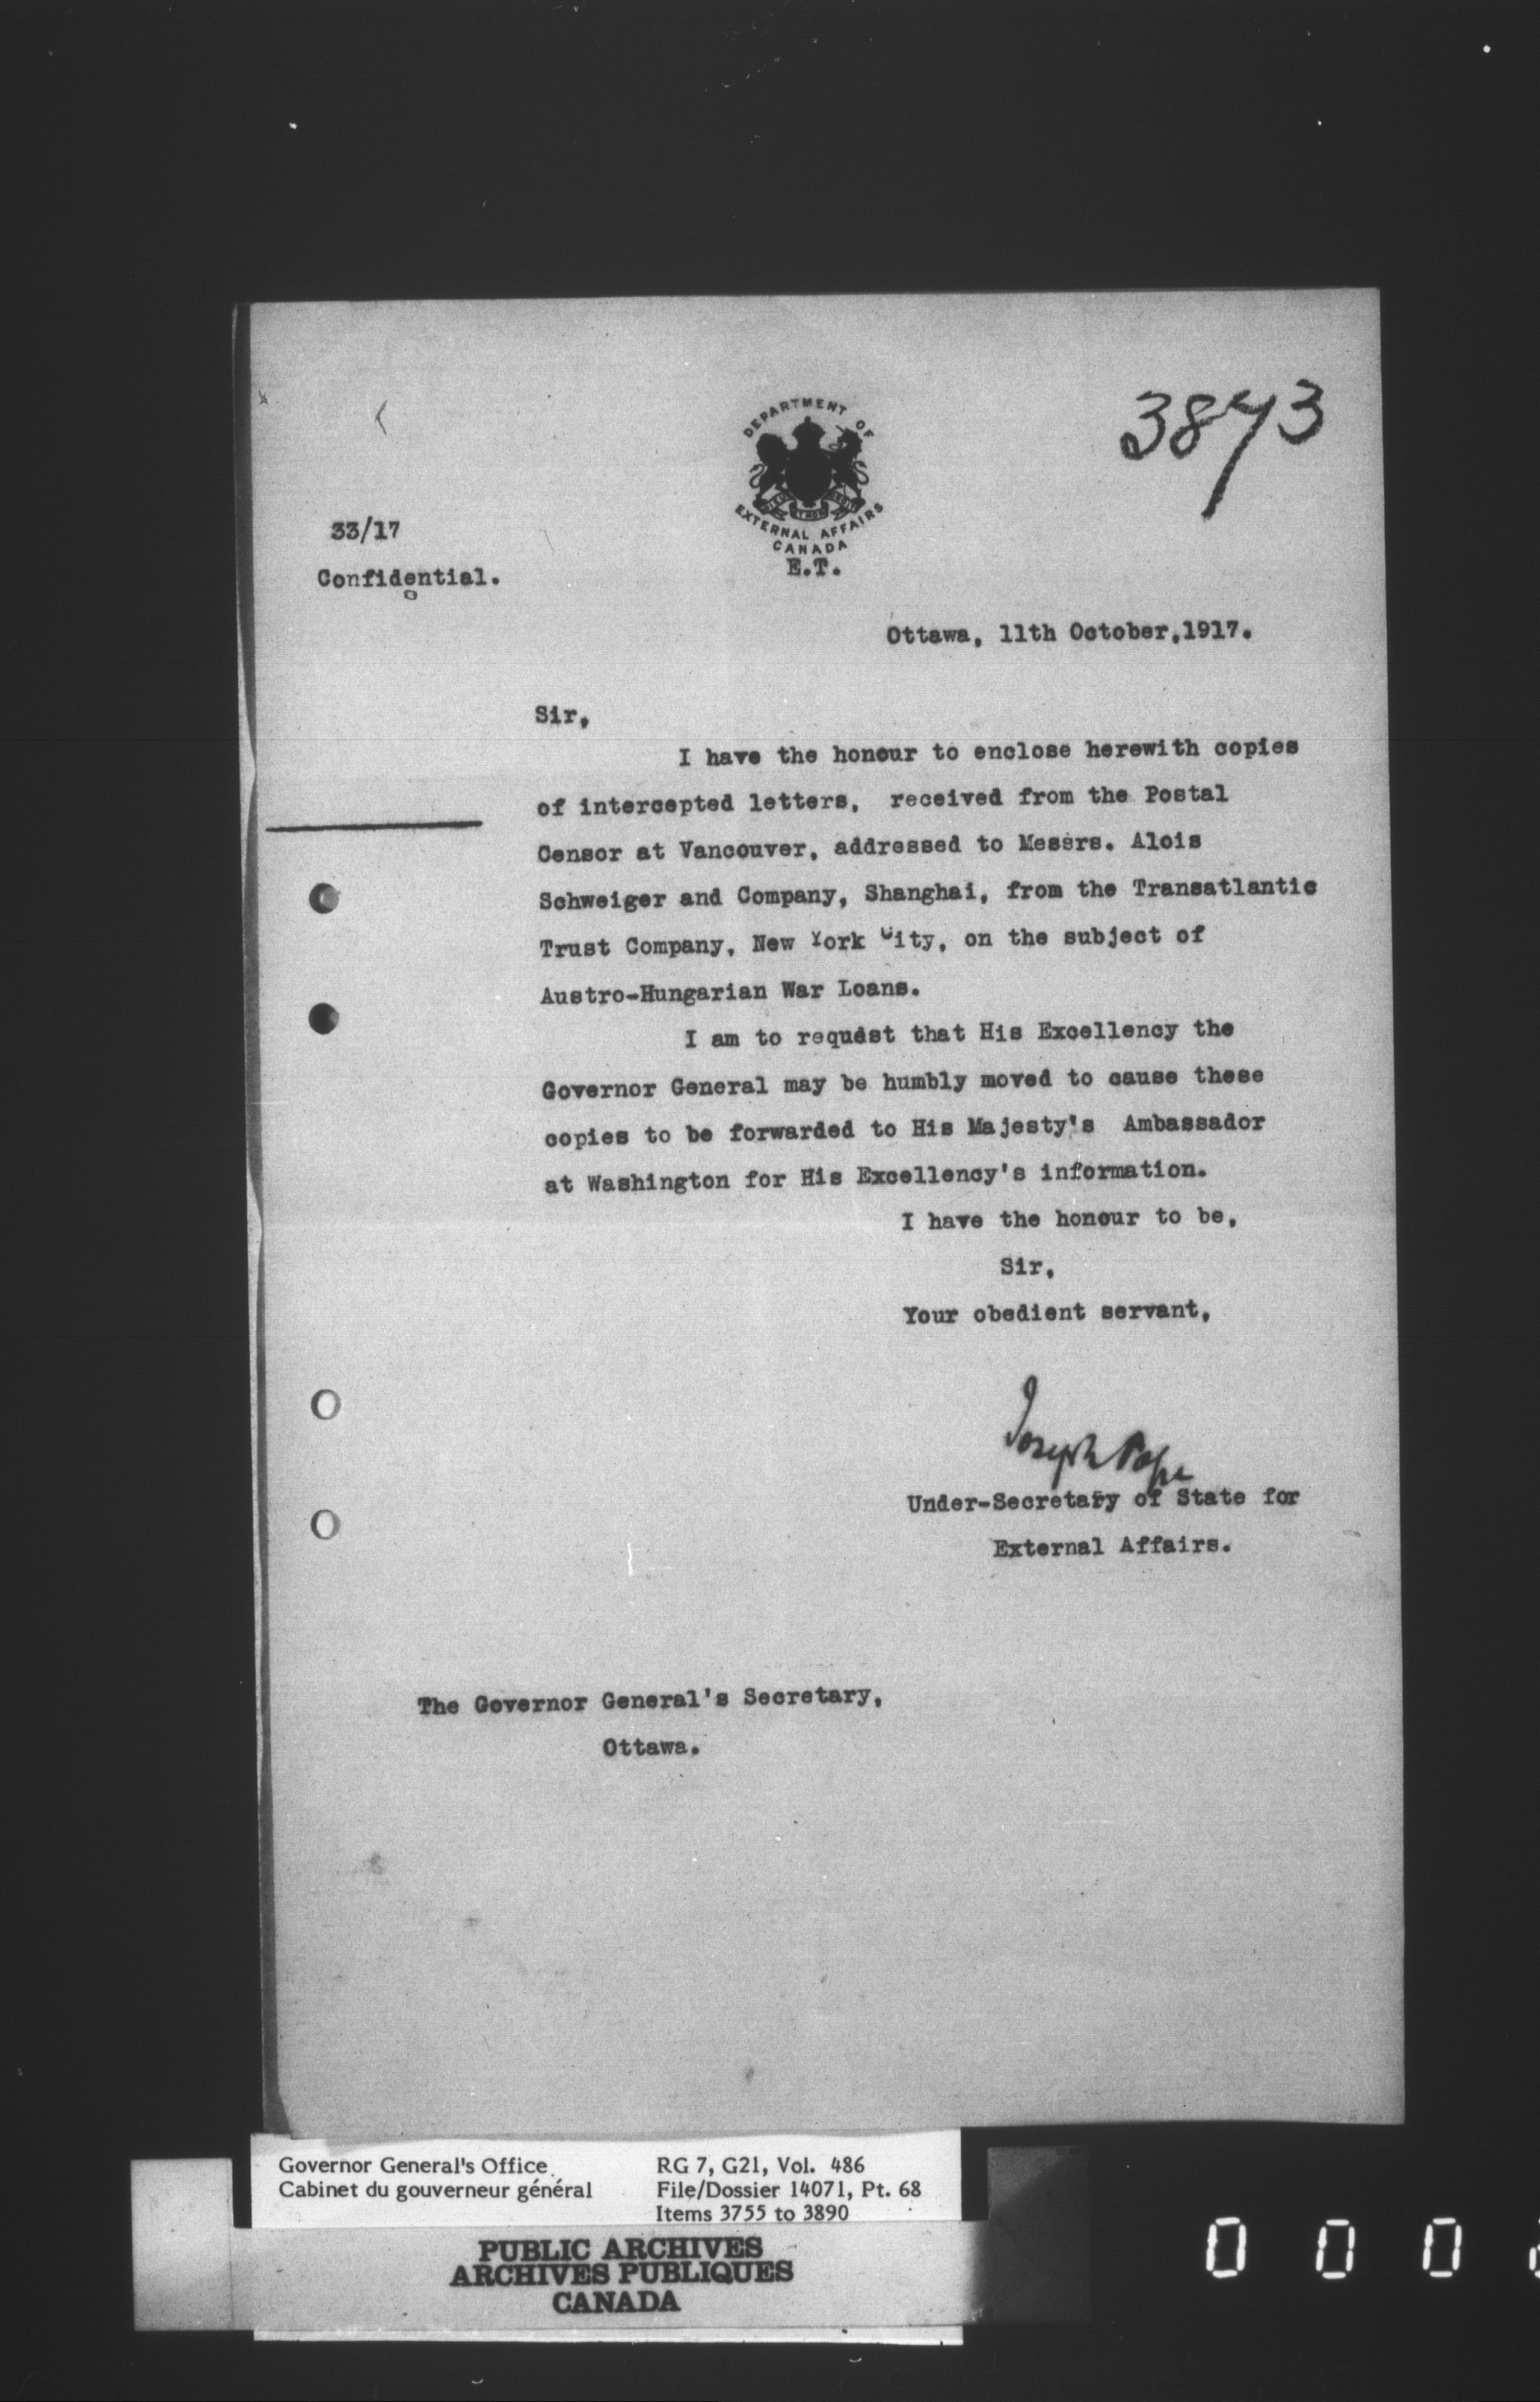 3873
DEPARTMENT OF
EXTERNAL AFFAIRS
CANADA
E.T.
33/17
Confidential.
Ottawa, 11th October,1917.
Sir,
I have the honour to enclose herewith copies
of intercepted letters, received from the Postal
Censor at Vancouver, addressed to Messrs. Alois
Schweiger and Company, Shanghai, from the Transatlantic
Trust Company, New York City, on the subject of
Austro-Hungarian War Loans.
I am to request that His Excellency the
Governor General may be humbly moved to cause these
copies to be forwarded to His Majesty's Ambassador
at Washington for His Excellency's information.
I have the honour to be,
Sir,
Your obedient servant,
Joseph Pope
Under-Secretary of State for
External Affairs.
The Governor General's Secretary,
Ottawa.
Governor General's Office
Cabinet du gouverneur général
RG 7, G21, Vol. 486
File/Dossier 14071, Pt. 68
Items 3755 to 3890
PUBLIC ARCHIVES
ARCHIVES PUBLIQUES
CANADA
0 0 0